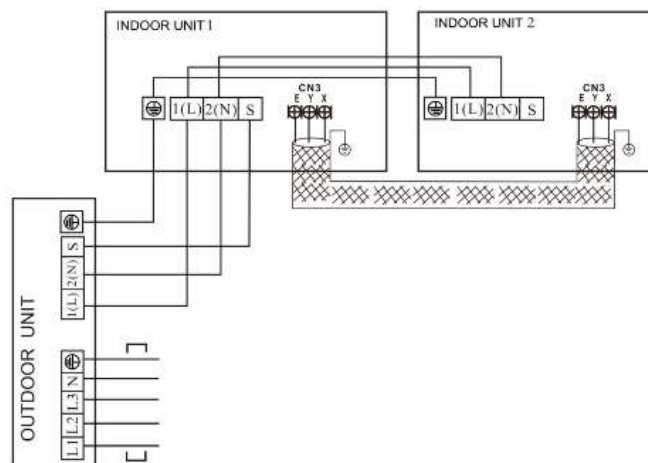 INDOOR UNIT 1
INDOOR UNIT 2
CN3
E Y X
1(L) 2(N) S
CN3
E Y X
1(L) 2(N) S
OUTDOOR UNIT
S
2(N)
1(L)
N
L3
L2
L1